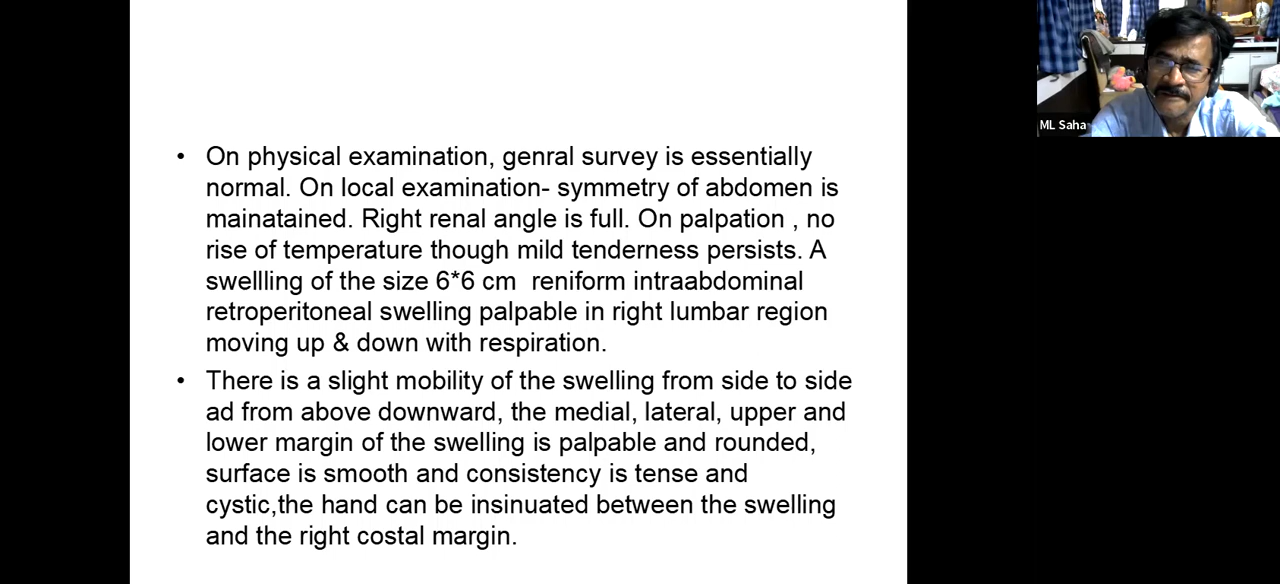 • On physical examination, genral survey is essentially
normal. On local examination- symmetry of abdomen is
mainatained. Right renal angle is full. On palpation , no
rise of temperature though mild tenderness persists. A
swellling of the size 6*6 cm  reniform intraabdominal
retroperitoneal swelling palpable in right lumbar region
moving up & down with respiration.
• There is a slight mobility of the swelling from side to side
ad from above downward, the medial, lateral, upper and
lower margin of the swelling is palpable and rounded,
surface is smooth and consistency is tense and
cystic,the hand can be insinuated between the swelling
and the right costal margin.
ML Saha